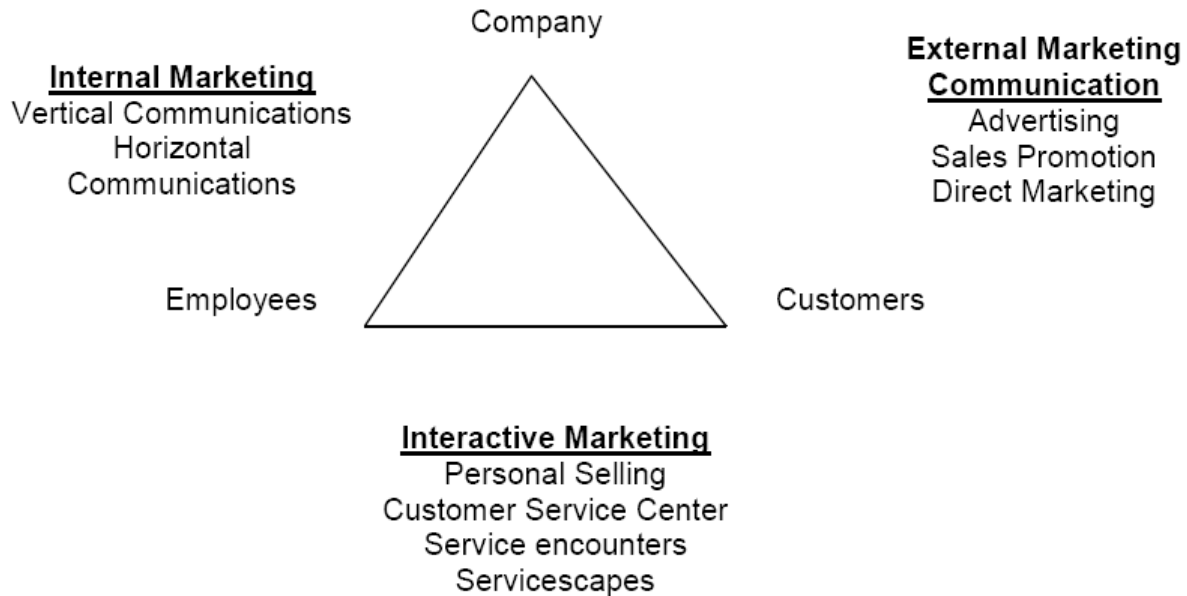 Company
Internal Marketing
Vertical Communications
Horizontal
Communications
External Marketing
Communication
Advertising
Sales Promotion
Direct Marketing
Employees
Customers
Interactive Marketing
Personal Selling
Customer Service Center
Service encounters
Servicescapes